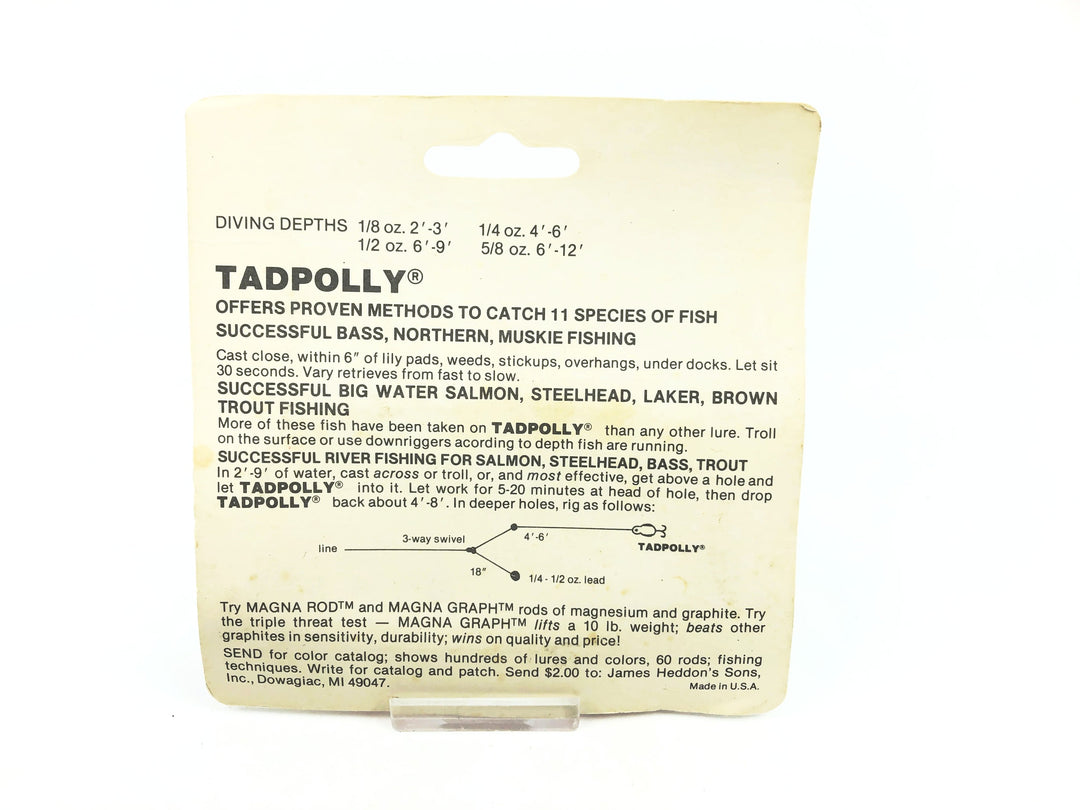 DIVING DEPTHS 1/8 oz. 2'-3' 1/4 oz. 4'-6'
1/2 oz. 6'-9' 5/8 oz. 6'-12'
TADPOLLY®
OFFERS PROVEN METHODS TO CATCH 11 SPECIES OF FISH
SUCCESSFUL BASS, NORTHERN, MUSKIE FISHING
Cast close, within 6" of lily pads, weeds, stickups, overhangs, under docks. Let sit
30 seconds. Vary retrieves from fast to slow.
SUCCESSFUL BIG WATER SALMON, STEELHEAD, LAKER, BROWN
TROUT FISHING
More of these fish have been taken on TADPOLLY® than any other lure. Troll
on the surface or use downriggers acording to depth fish are running.
SUCCESSFUL RIVER FISHING FOR SALMON, STEELHEAD, BASS, TROUT
In 2'-9' of water, cast across or troll, or, and most effective, get above a hole and
let TADPOLLY® into it. Let work for 5-20 minutes at head of hole, then drop
TADPOLLY® back about 4'-8'. In deeper holes, rig as follows:
line
3-way swivel
4'-6'
TADPOLLY®
18"
1/4 - 1/2 oz. lead
Try MAGNA ROD™ and MAGNA GRAPH™ rods of magnesium and graphite. Try
the triple threat test — MAGNA GRAPH™ lifts a 10 lb. weight; beats other
graphites in sensitivity, durability; wins on quality and price!
SEND for color catalog; shows hundreds of lures and colors, 60 rods; fishing
techniques. Write for catalog and patch. Send $2.00 to: James Heddon's Sons,
Inc., Dowagiac, MI 49047.
Made in U.S.A.